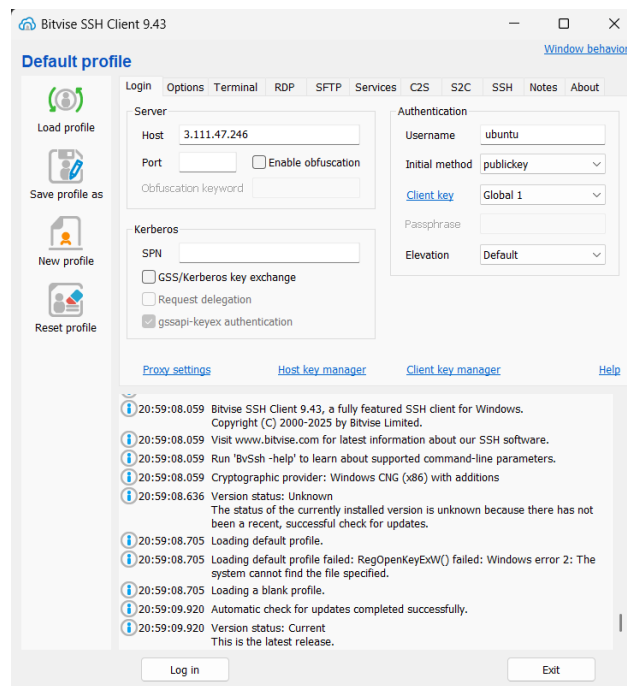 Bitvise SSH Client 9.43
Default profile
Window behavior
Load profile
Save profile as
New profile
Reset profile
Login Options Terminal RDP SFTP Services C2S S2C SSH Notes About
Server
Host 3.111.47.246
Port Enable obfuscation
Obfuscation keyword
Kerberos
SPN
GSS/Kerberos key exchange
Request delegation
gssapi-keyex authentication
Authentication
Username ubuntu
Initial method publickey
Client key Global 1
Passphrase
Elevation Default
Proxy settings Host key manager Client key manager Help
20:59:08.059 Bitvise SSH Client 9.43, a fully featured SSH client for Windows.
Copyright (C) 2000-2025 by Bitvise Limited.
20:59:08.059 Visit www.bitvise.com for latest information about our SSH software.
20:59:08.059 Run 'BvSsh -help' to learn about supported command-line parameters.
20:59:08.059 Cryptographic provider: Windows CNG (x86) with additions
20:59:08.636 Version status: Unknown
The status of the currently installed version is unknown because there has not
been a recent, successful check for updates.
20:59:08.705 Loading default profile.
20:59:08.705 Loading default profile failed: RegOpenKeyExW() failed: Windows error 2: The
system cannot find the file specified.
20:59:08.705 Loading a blank profile.
20:59:09.920 Automatic check for updates completed successfully.
20:59:09.920 Version status: Current
This is the latest release.
Log in Exit